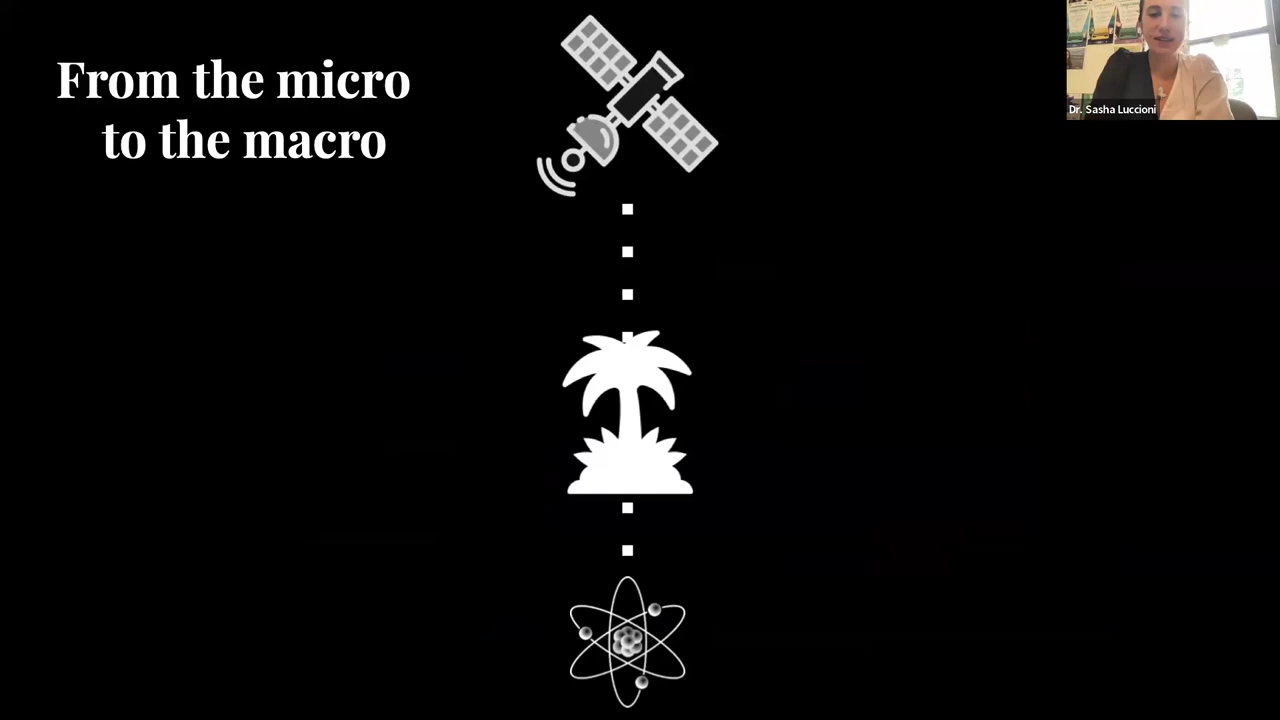 From the micro
to the macro
Dr. Sasha Luccioni